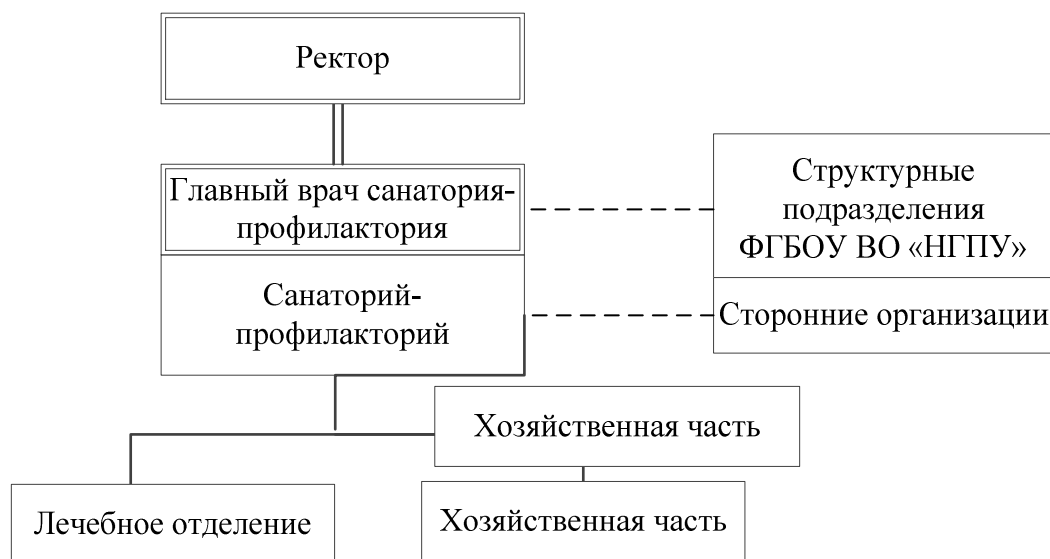 Ректор
Главный врач санатория-
профилактория
Структурные
подразделения
ФГБОУ ВО «НГПУ»
Санаторий-
профилакторий
Сторонние организации
Хозяйственная часть
Лечебное отделение
Хозяйственная часть